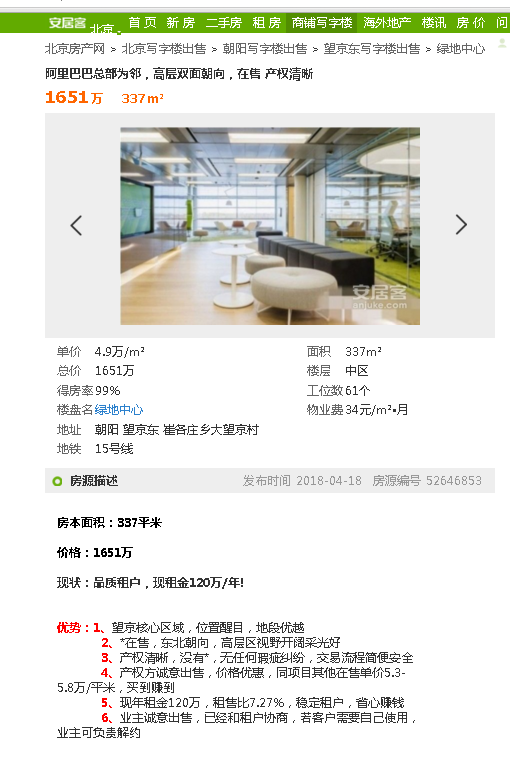 安居客 北京 首 页 新 房 二手房 租 房 商铺写字楼 海外地产 楼讯 房 价 问
北京房产网 > 北京写字楼出售 > 朝阳写字楼出售 > 望京东写字楼出售 > 绿地中心
阿里巴巴总部为邻，高层双面朝向，在售 产权清晰
1651万 337m²
安居客
anjuke.com
单价 4.9万/m² 面积 337m²
总价 1651万 楼层 中区
得房率99% 工位数61个
楼盘名绿地中心 物业费34元/m²•月
地址 朝阳 望京东 崔各庄乡大望京村
地铁 15号线
房源描述 发布时间 2018-04-18 房源编号 52646853
房本面积：337平米
价格：1651万
现状：品质租户，现租金120万/年!
优势：1、望京核心区域，位置醒目，地段优越
2、*在售，东北朝向，高层区视野开阔采光好
3、产权清晰，没有*，无任何瑕疵纠纷，交易流程简便安全
4、产权方诚意出售，价格优惠，同项目其他在售单价5.3-
5.8万/平米，买到赚到
5、现年租金120万，租售比7.27%，稳定租户，省心赚钱
6、业主诚意出售，已经和租户协商，若客户需要自己使用，
业主可负责解约